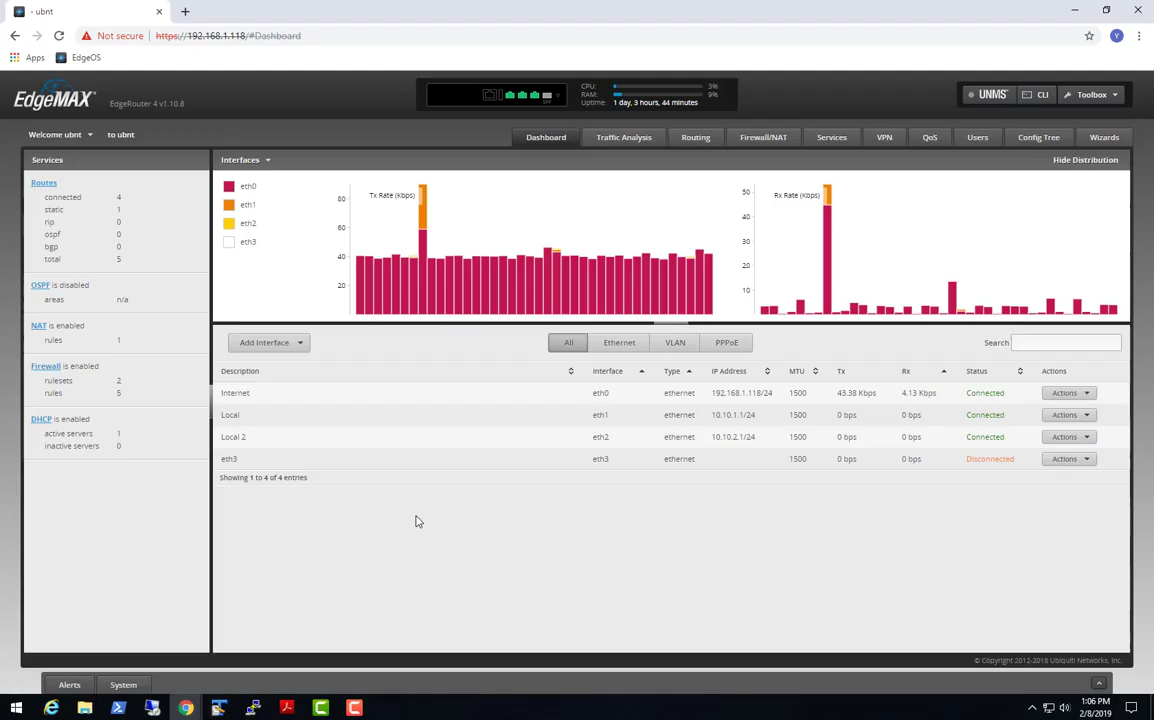 - ubnt
Not secure
https://192.168.1.118/#Dashboard
Y
Apps
EdgeOS
EdgeMAX
EdgeRouter 4 v1.10.8
SFP
CPU: 3%
RAM: 9%
Uptime: 1 day, 3 hours, 44 minutes
UNMS
CLI
Toolbox
Welcome ubnt
to ubnt
Dashboard
Traffic Analysis
Routing
Firewall/NAT
Services
VPN
QoS
Users
Config Tree
Wizards
Services
Routes
connected 4
static 1
rip 0
ospf 0
bgp 0
total 5
OSPF is disabled
areas n/a
NAT is enabled
rules 1
Firewall is enabled
rulesets 2
rules 5
DHCP is enabled
active servers 1
inactive servers 0
Interfaces
Hide Distribution
eth0
eth1
eth2
eth3
Tx Rate (Kbps)
80
60
40
20
Rx Rate (Kbps)
50
40
30
20
10
Add Interface
All
Ethernet
VLAN
PPPoE
Search
Description Interface Type IP Address MTU Tx Rx Status Actions
Internet eth0 ethernet 192.168.1.118/24 1500 43.38 Kbps 4.13 Kbps Connected Actions
Local eth1 ethernet 10.10.1.1/24 1500 0 bps 0 bps Connected Actions
Local 2 eth2 ethernet 10.10.2.1/24 1500 0 bps 0 bps Connected Actions
eth3 eth3 ethernet 1500 0 bps 0 bps Disconnected Actions
Showing 1 to 4 of 4 entries
© Copyright 2012-2018 Ubiquiti Networks, Inc.
Alerts
System
1:06 PM
2/8/2019